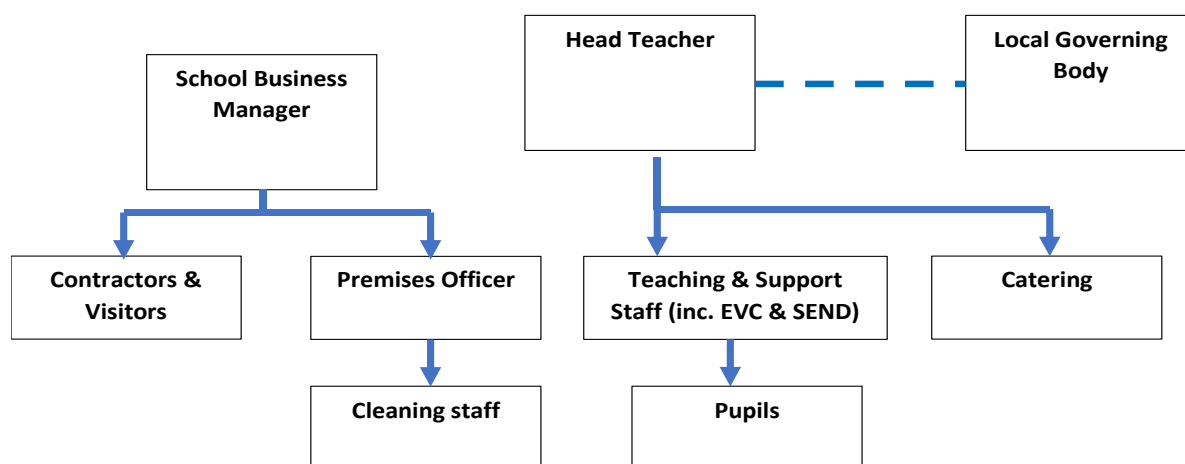 Head Teacher
Local Governing
Body
School Business
Manager
Contractors &
Visitors
Premises Officer
Teaching & Support
Staff (inc. EVC & SEND)
Catering
Cleaning staff
Pupils